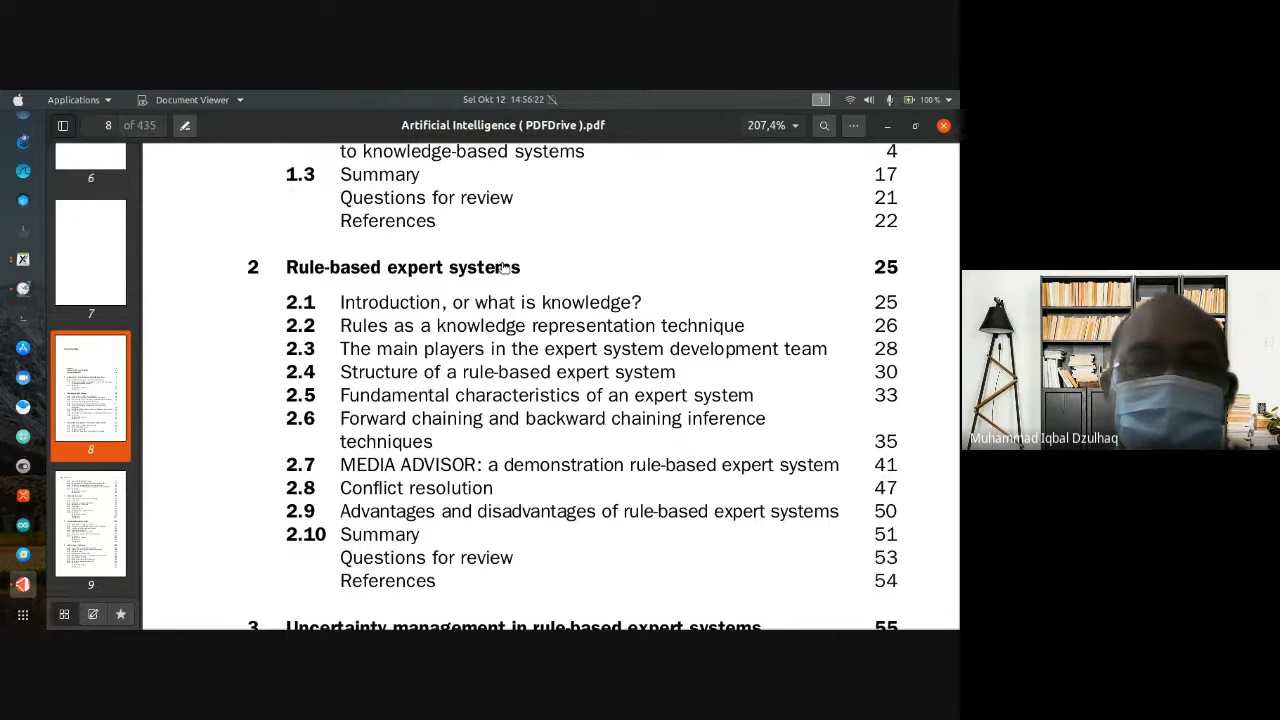 Applications
Document Viewer
Sel Okt 12 14:56:22
1
100 %
8 of 435
Artificial Intelligence ( PDFDrive ).pdf
207,4%
6
7
8
9
to knowledge-based systems 4
1.3 Summary 17
Questions for review 21
References 22
2 Rule-based expert systems 25
2.1 Introduction, or what is knowledge? 25
2.2 Rules as a knowledge representation technique 26
2.3 The main players in the expert system development team 28
2.4 Structure of a rule-based expert system 30
2.5 Fundamental characteristics of an expert system 33
2.6 Forward chaining and backward chaining inference
techniques 35
2.7 MEDIA ADVISOR: a demonstration rule-based expert system 41
2.8 Conflict resolution 47
2.9 Advantages and disadvantages of rule-based expert systems 50
2.10 Summary 51
Questions for review 53
References 54
3 Uncertainty management in rule-based expert systems 55
Muhammad Iqbal Dzulhaq